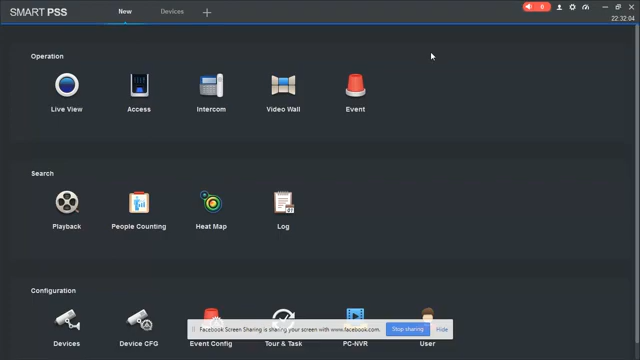 SMART PSS New Devices +
0
22:32:04
Operation
Live View Access Intercom Video Wall Event
Search
Playback People Counting Heat Map Log
Configuration
Facebook Screen Sharing is sharing your screen with www.facebook.com. Stop sharing Hide
Devices Device CFG Event Config Tour & Task PC-NVR User